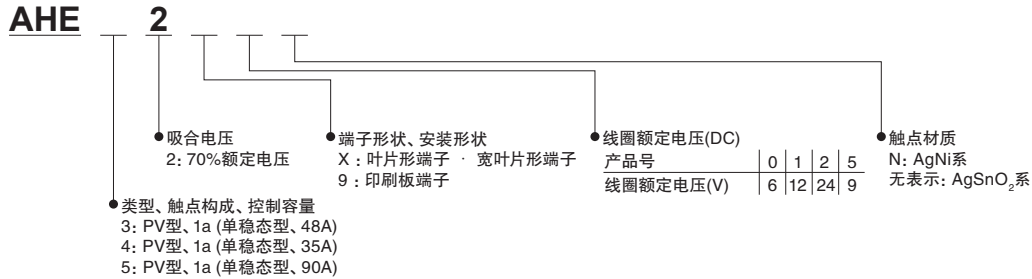 AHE _ 2 _ _ _
●吸合电压
2: 70%额定电压
●端子形状、安装形状
X : 叶片形端子 · 宽叶片形端子
9 : 印刷板端子
●线圈额定电压(DC)
产品号 | 0 | 1 | 2 | 5
线圈额定电压(V) | 6 | 12 | 24 | 9
●触点材质
N: AgNi系
无表示: AgSnO₂系
●类型、触点构成、控制容量
3: PV型、1a (单稳态型、48A)
4: PV型、1a (单稳态型、35A)
5: PV型、1a (单稳态型、90A)